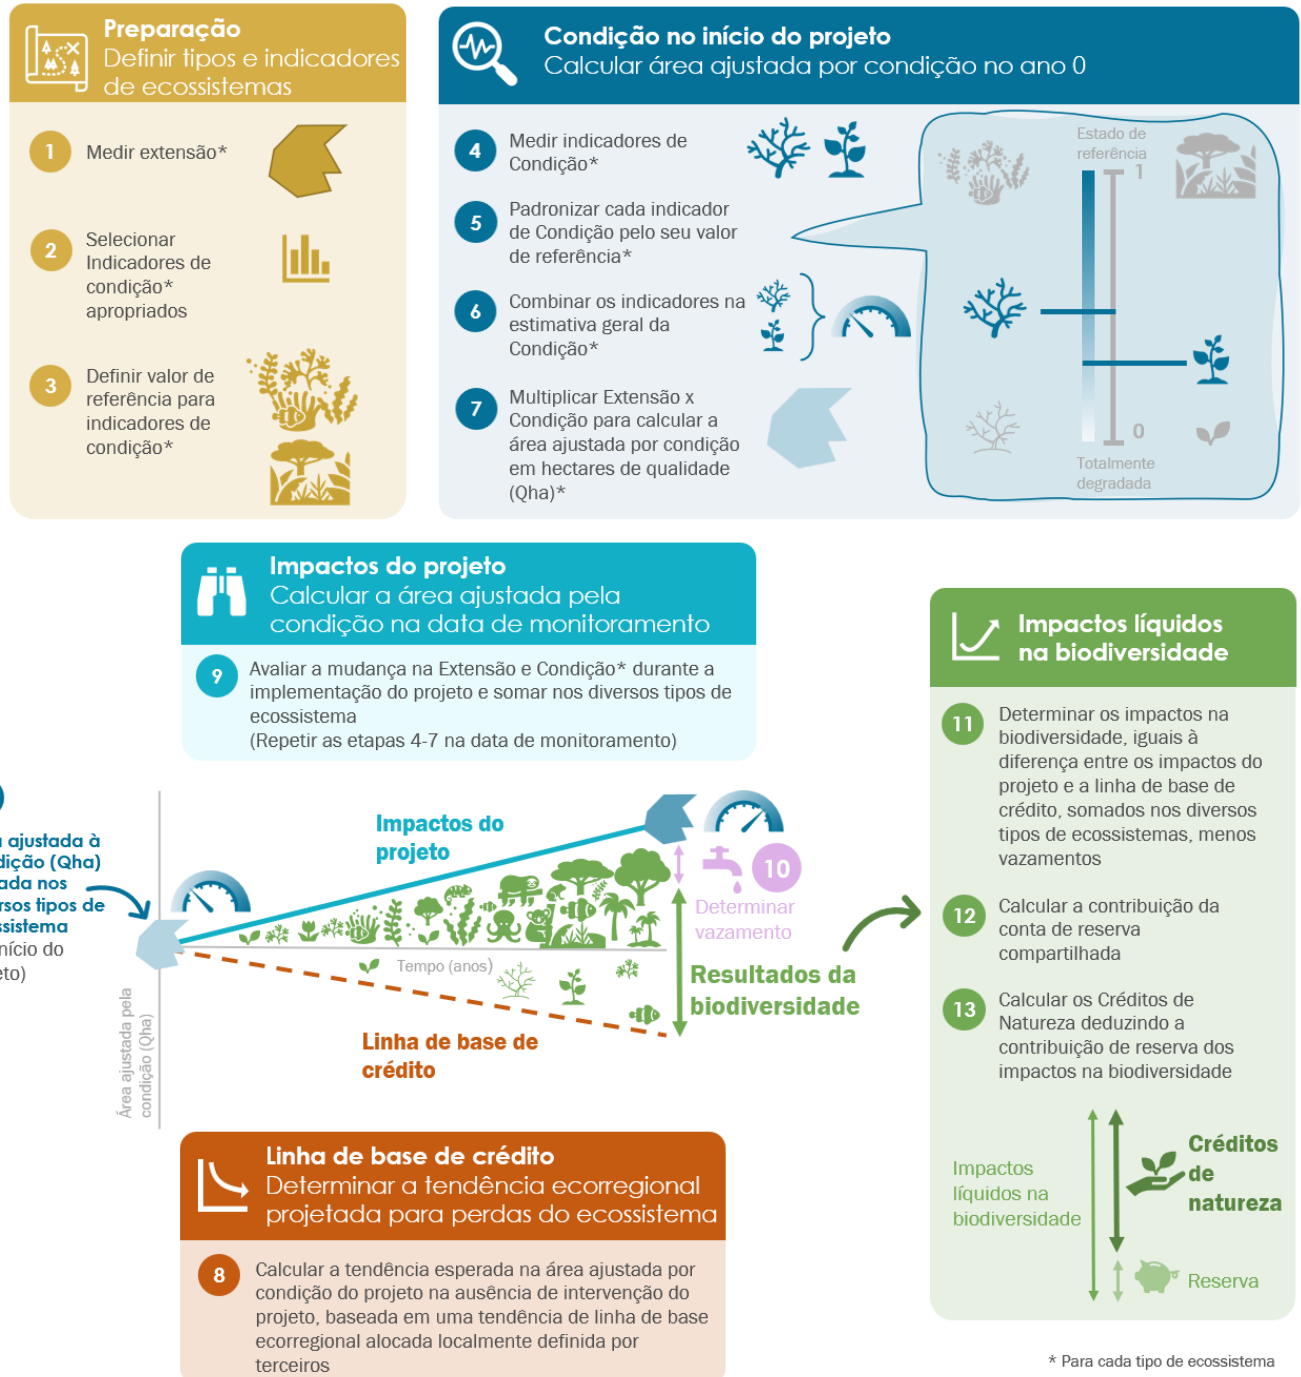 Preparação
Definir tipos e indicadores
de ecossistemas
1
Medir extensão*
2
Selecionar
Indicadores de
condição*
apropriados
3
Definir valor de
referência para
indicadores de
condição*
Condição no início do projeto
Calcular área ajustada por condição no ano 0
4
Medir indicadores de
Condição*
5
Padronizar cada indicador
de Condição pelo seu valor
de referência*
6
Combinar os indicadores na
estimativa geral da
Condição*
7
Multiplicar Extensão x
Condição para calcular a
área ajustada por condição
em hectares de qualidade
(Qha)*
Estado de
referência
1
0
Totalmente
degradada
Impactos do projeto
Calcular a área ajustada pela
condição na data de monitoramento
9
Avaliar a mudança na Extensão e Condição* durante a
implementação do projeto e somar nos diversos tipos de
ecossistema
(Repetir as etapas 4-7 na data de monitoramento)
ajustada à
dição (Qha)
ada nos
rsos tipos de
ssistema
nício do
eto)
Área ajustada pela
condição (Qha)
Impactos do
projeto
Tempo (anos)
Linha de base de
crédito
10
Determinar
vazamento
Resultados da
biodiversidade
Linha de base de crédito
Determinar a tendência ecorregional
projetada para perdas do ecossistema
8
Calcular a tendência esperada na área ajustada por
condição do projeto na ausência de intervenção do
projeto, baseada em uma tendência de linha de base
ecorregional alocada localmente definida por
terceiros
Impactos líquidos
na biodiversidade
11
Determinar os impactos na
biodiversidade, iguais à
diferença entre os impactos do
projeto e a linha de base de
crédito, somados nos diversos
tipos de ecossistemas, menos
vazamentos
12
Calcular a contribuição da
conta de reserva
compartilhada
13
Calcular os Créditos de
Natureza deduzindo a
contribuição de reserva dos
impactos na biodiversidade
Impactos
líquidos na
biodiversidade
Créditos
de
natureza
Reserva
* Para cada tipo de ecossistema